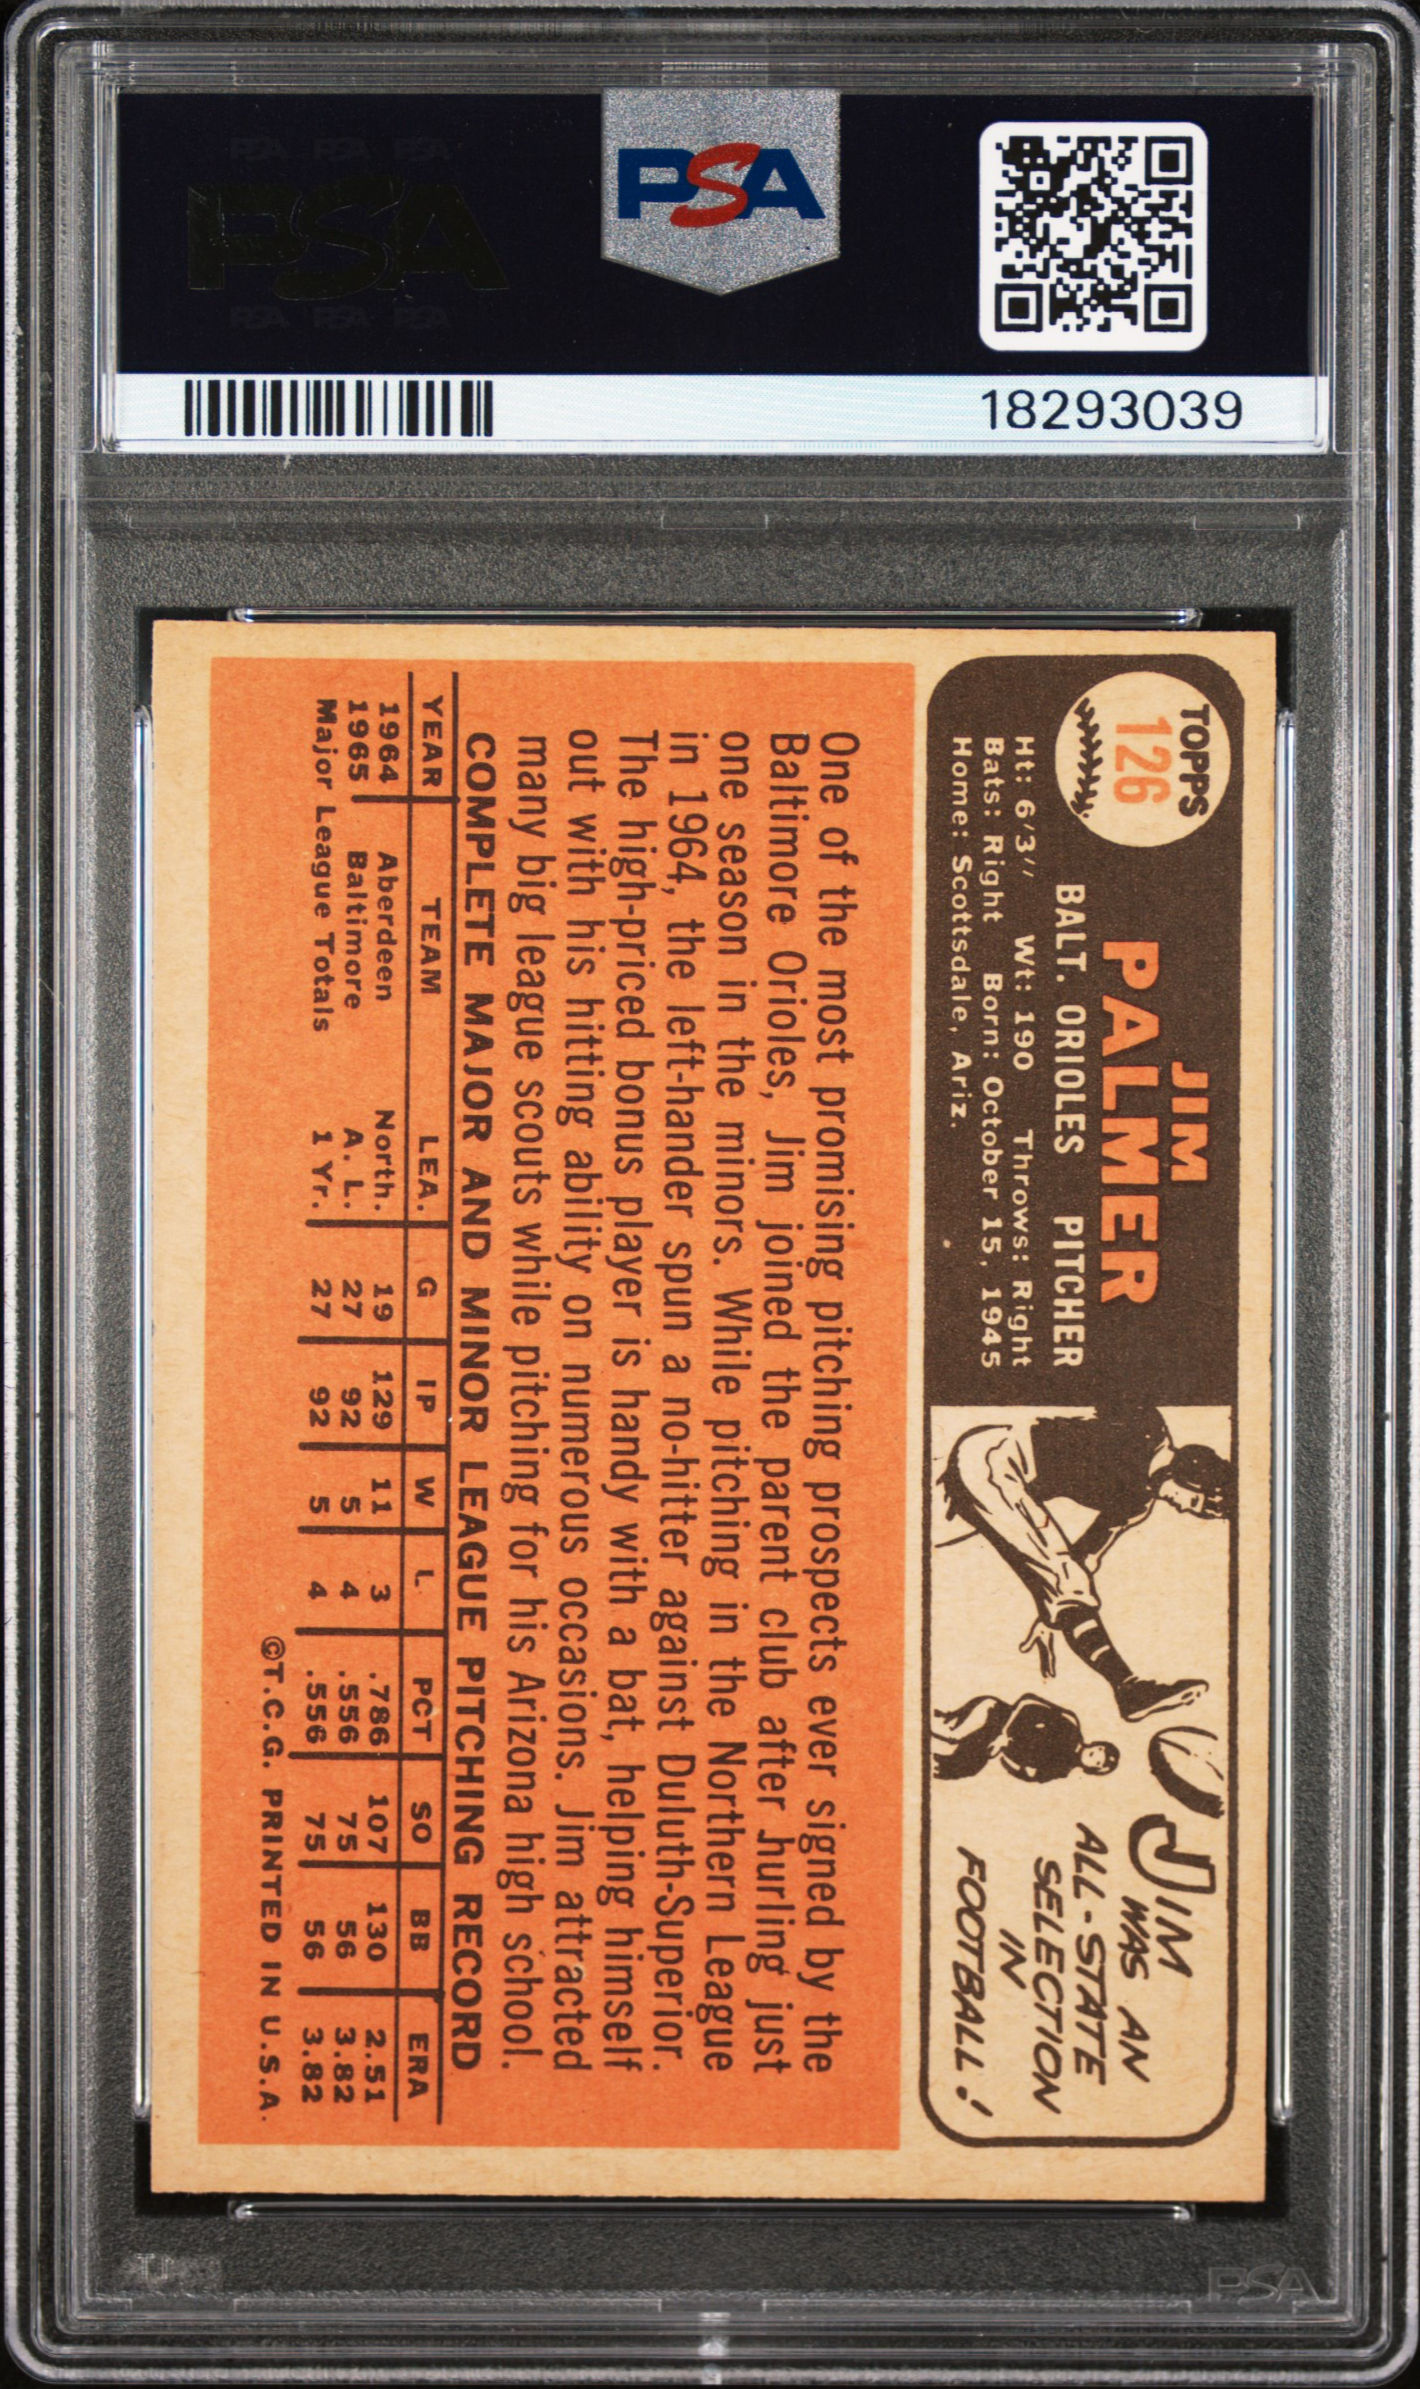 PSA PSA PSA
PSA
PSA PSA PSA
PSA
18293039
TOPPS
126
JIM
PALMER
BALT. ORIOLES PITCHER
Ht: 6'3" Wt: 190 Throws: Right
Bats: Right Born: October 15, 1945
Home: Scottsdale, Ariz.
JIM
WAS AN
ALL-STATE
SELECTION
IN
FOOTBALL!
One of the most promising pitching prospects ever signed by the
Baltimore Orioles, Jim joined the parent club after hurling just
one season in the minors. While pitching in the Northern League
in 1964, the left-hander spun a no-hitter against Duluth-Superior.
The high-priced bonus player is handy with a bat, helping himself
out with his hitting ability on numerous occasions. Jim attracted
many big league scouts while pitching for his Arizona high school.
COMPLETE MAJOR AND MINOR LEAGUE PITCHING RECORD
YEAR TEAM LEA. G IP W L PCT SO BB ERA
1964 Aberdeen North. 19 129 11 3 .786 107 130 2.51
1965 Baltimore A. L. 27 92 5 4 .556 75 56 3.82
Major League Totals 1 Yr. 27 92 5 4 .556 75 56 3.82
©T.C.G. PRINTED IN U.S.A.
PSA